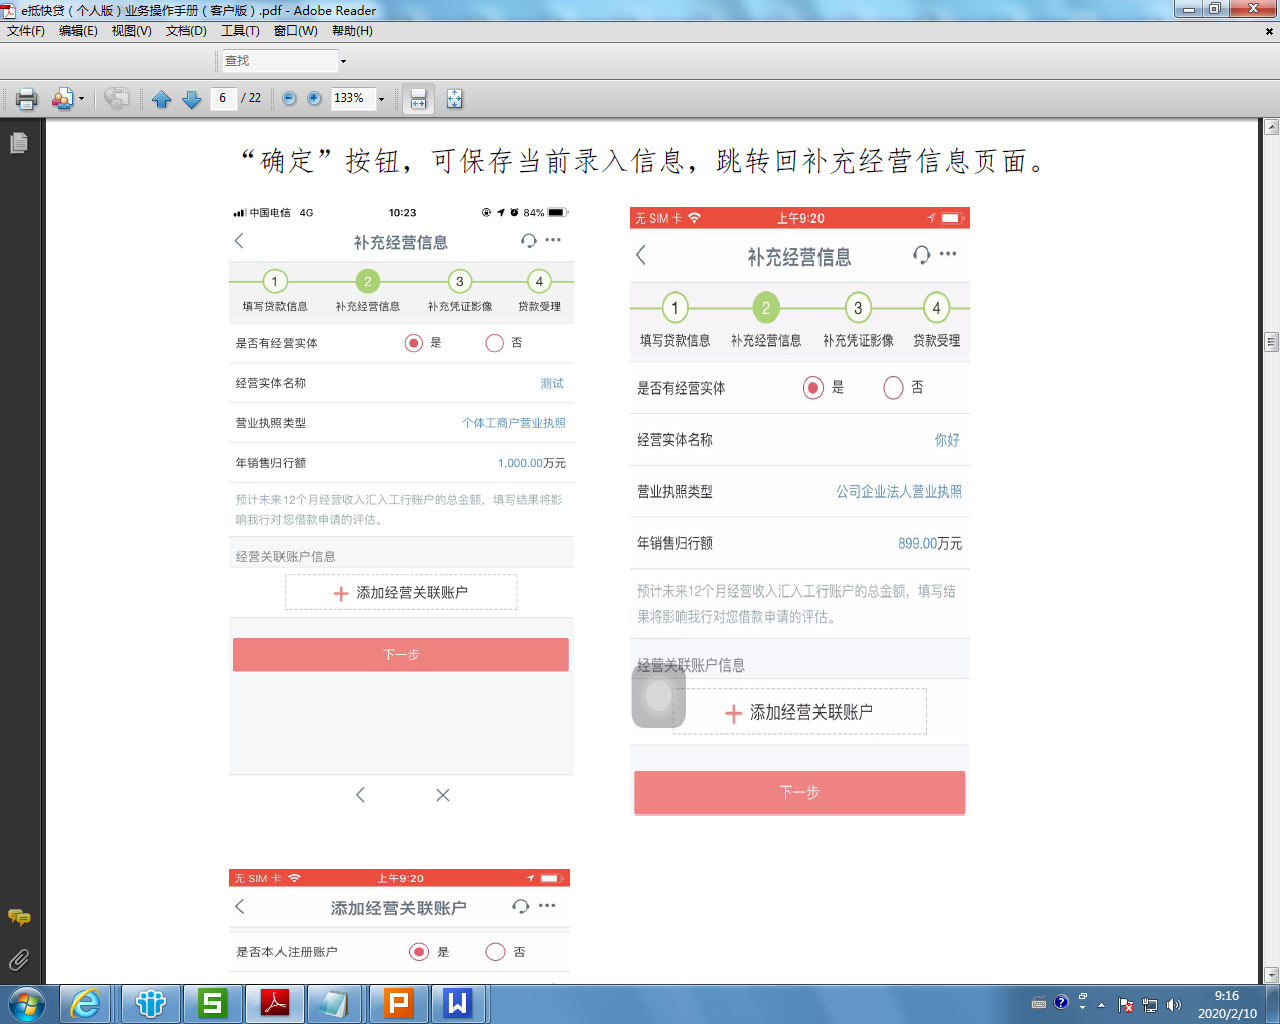 e抵快贷（个人版）业务操作手册（客户版）.pdf - Adobe Reader
文件(F) 编辑(E) 视图(V) 文档(D) 工具(T) 窗口(W) 帮助(H)
查找
6 / 22 133%
“确定”按钮，可保存当前录入信息，跳转回补充经营信息页面。
中国电信 4G 10:23 84%
补充经营信息
1 2 3 4
填写贷款信息 补充经营信息 补充凭证影像 贷款受理
是否有经营实体 是 否
经营实体名称 测试
营业执照类型 个体工商户营业执照
年销售归行额 1,000.00万元
预计未来12个月经营收入汇入工行账户的总金额，填写结果将影
响我行对您借款申请的评估。
经营关联账户信息
添加经营关联账户
下一步
无 SIM 卡 上午9:20
补充经营信息
1 2 3 4
填写贷款信息 补充经营信息 补充凭证影像 贷款受理
是否有经营实体 是 否
经营实体名称 你好
营业执照类型 公司企业法人营业执照
年销售归行额 899.00万元
预计未来12个月经营收入汇入工行账户的总金额，填写结
果将影响我行对您借款申请的评估。
经营关联账户信息
添加经营关联账户
下一步
无 SIM 卡 上午9:20
添加经营关联账户
是否本人注册账户 是 否
9:16
2020/2/10